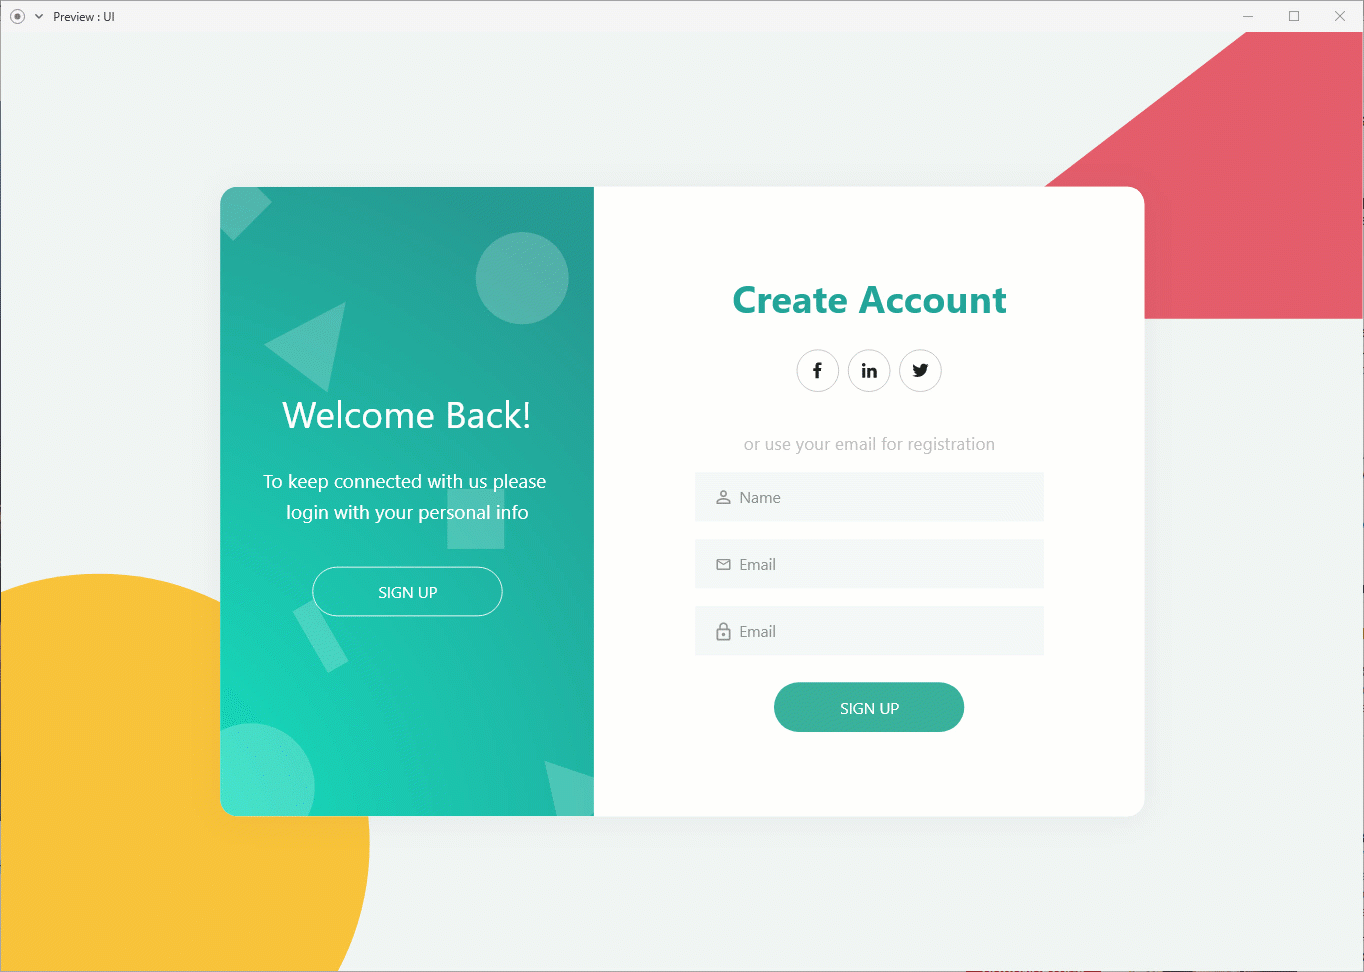 Preview : UI
Welcome Back!
To keep connected with us please
login with your personal info
SIGN UP
Create Account
f
in
or use your email for registration
Name
Email
Email
SIGN UP